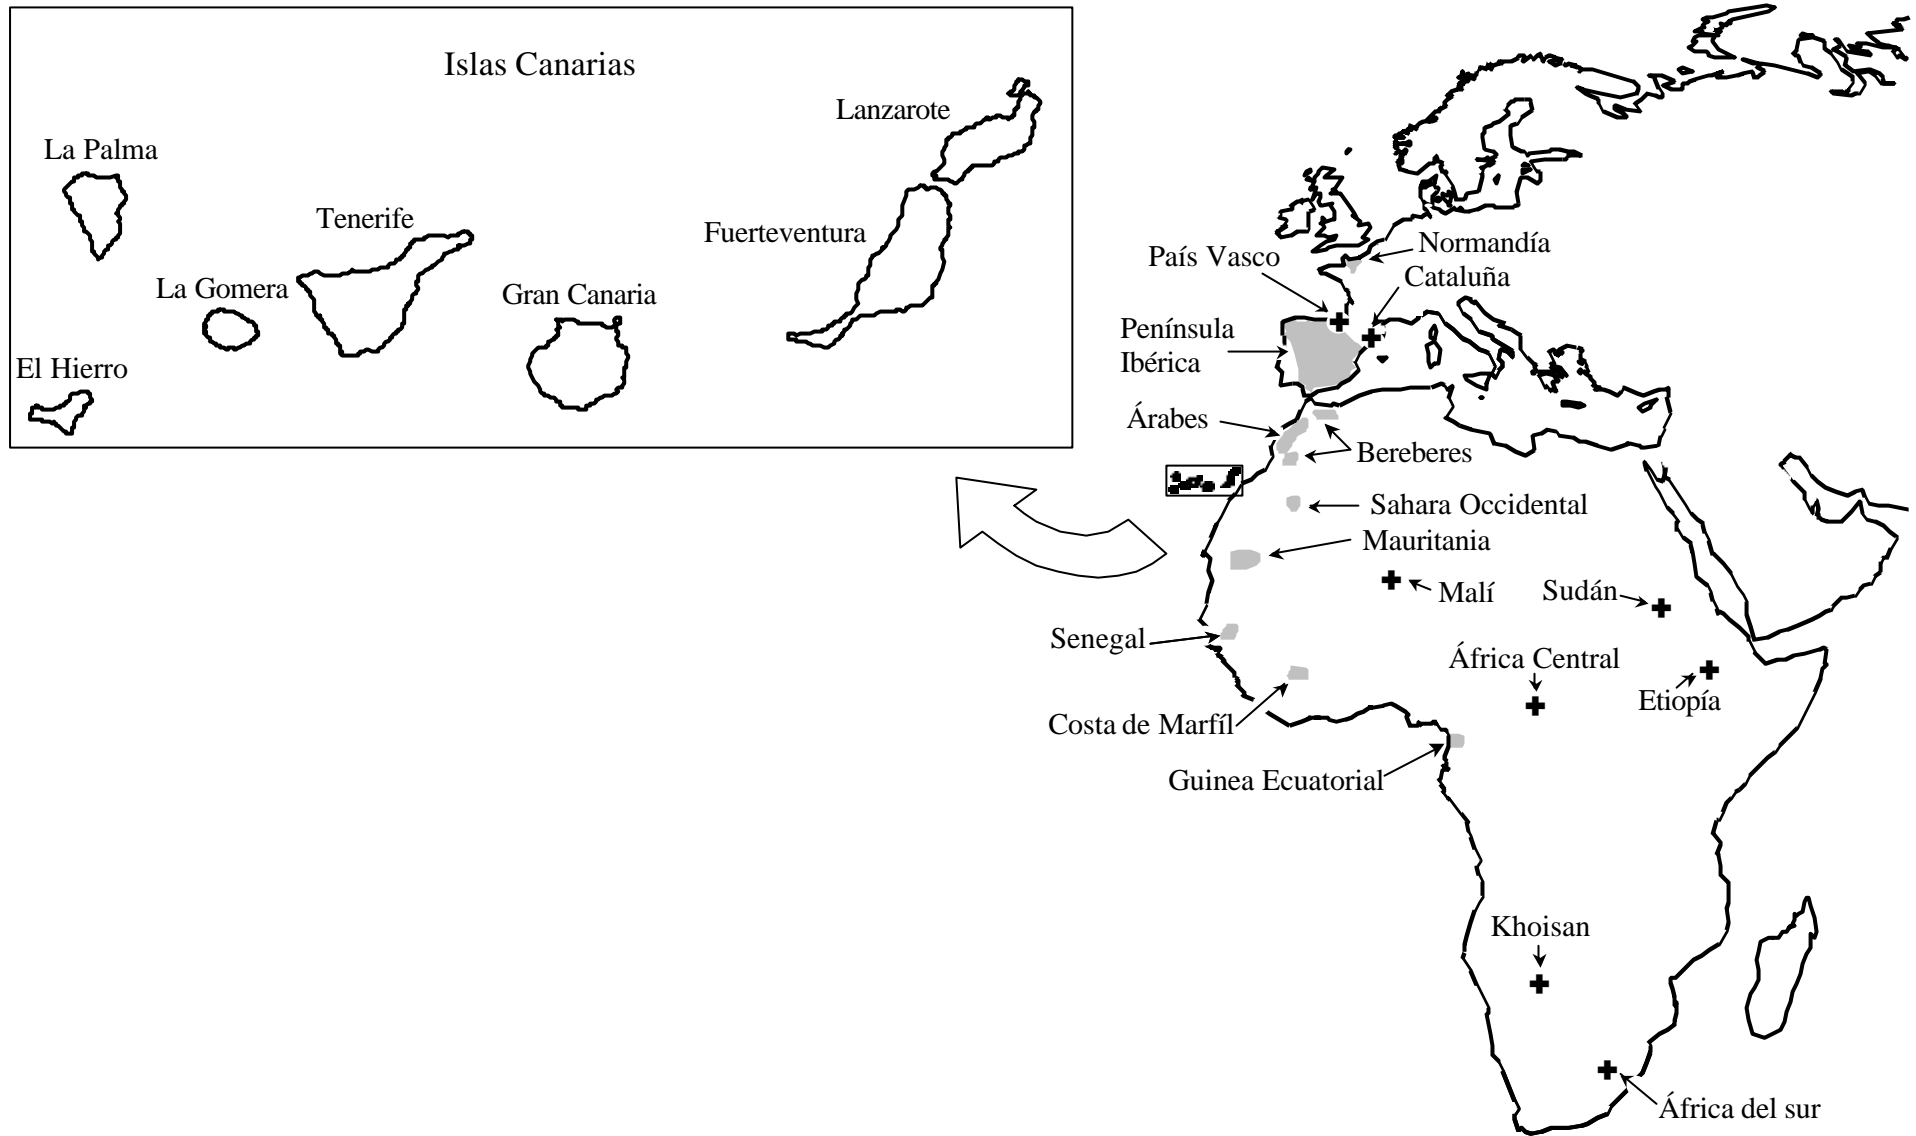 Islas Canarias
Lanzarote
La Palma
Tenerife
Fuerteventura
La Gomera
Gran Canaria
El Hierro
Normandía
País Vasco
Cataluña
Península
Ibérica
Árabes
Bereberes
Sahara Occidental
Mauritania
Malí
Sudán
Senegal
África Central
Etiopía
Costa de Marfíl
Guinea Ecuatorial
Khoisan
África del sur